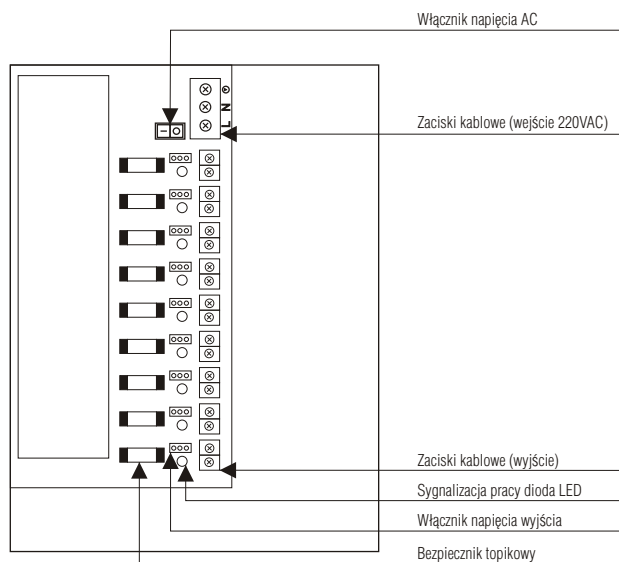 Włącznik napięcia AC
N
L
Zaciski kablowe (wejście 220VAC)
Zaciski kablowe (wyjście)
Sygnalizacja pracy dioda LED
Włącznik napięcia wyjścia
Bezpiecznik topikowy